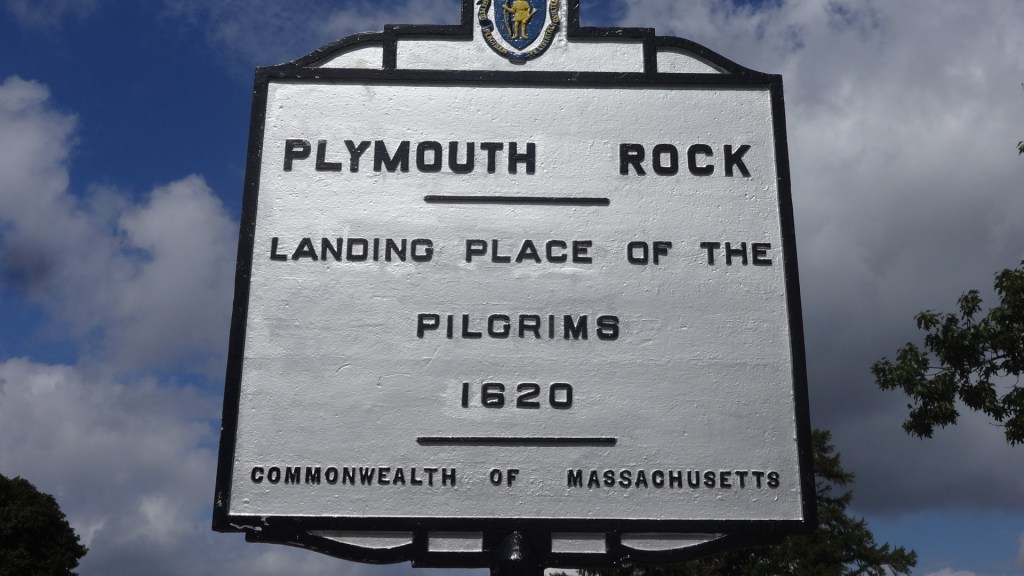 PLYMOUTH ROCK
LANDING PLACE OF THE
PILGRIMS
1620
COMMONWEALTH OF MASSACHUSETTS